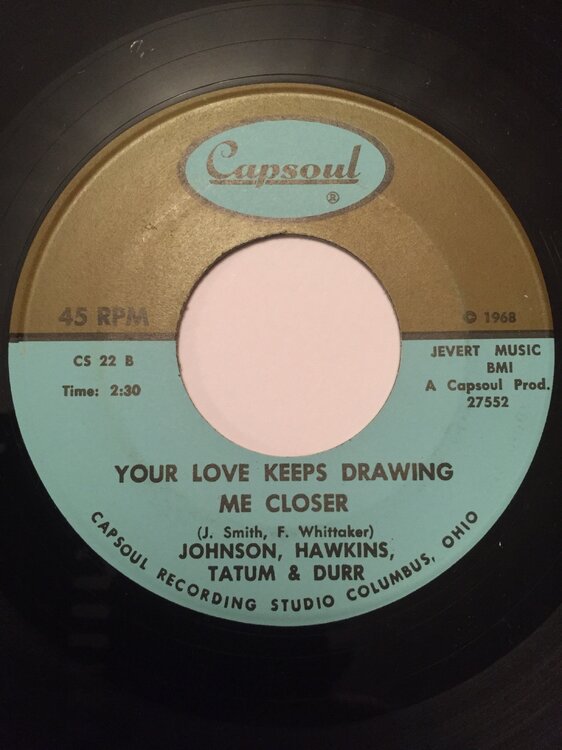 Capsoul
®
45 RPM
© 1968
CS 22 B
Time: 2:30
JEVERT MUSIC
BMI
A Capsoul Prod.
27552
YOUR LOVE KEEPS DRAWING
ME CLOSER
(J. Smith, F. Whittaker)
JOHNSON, HAWKINS,
TATUM & DURR
CAPSOUL RECORDING STUDIO COLUMBUS, OHIO